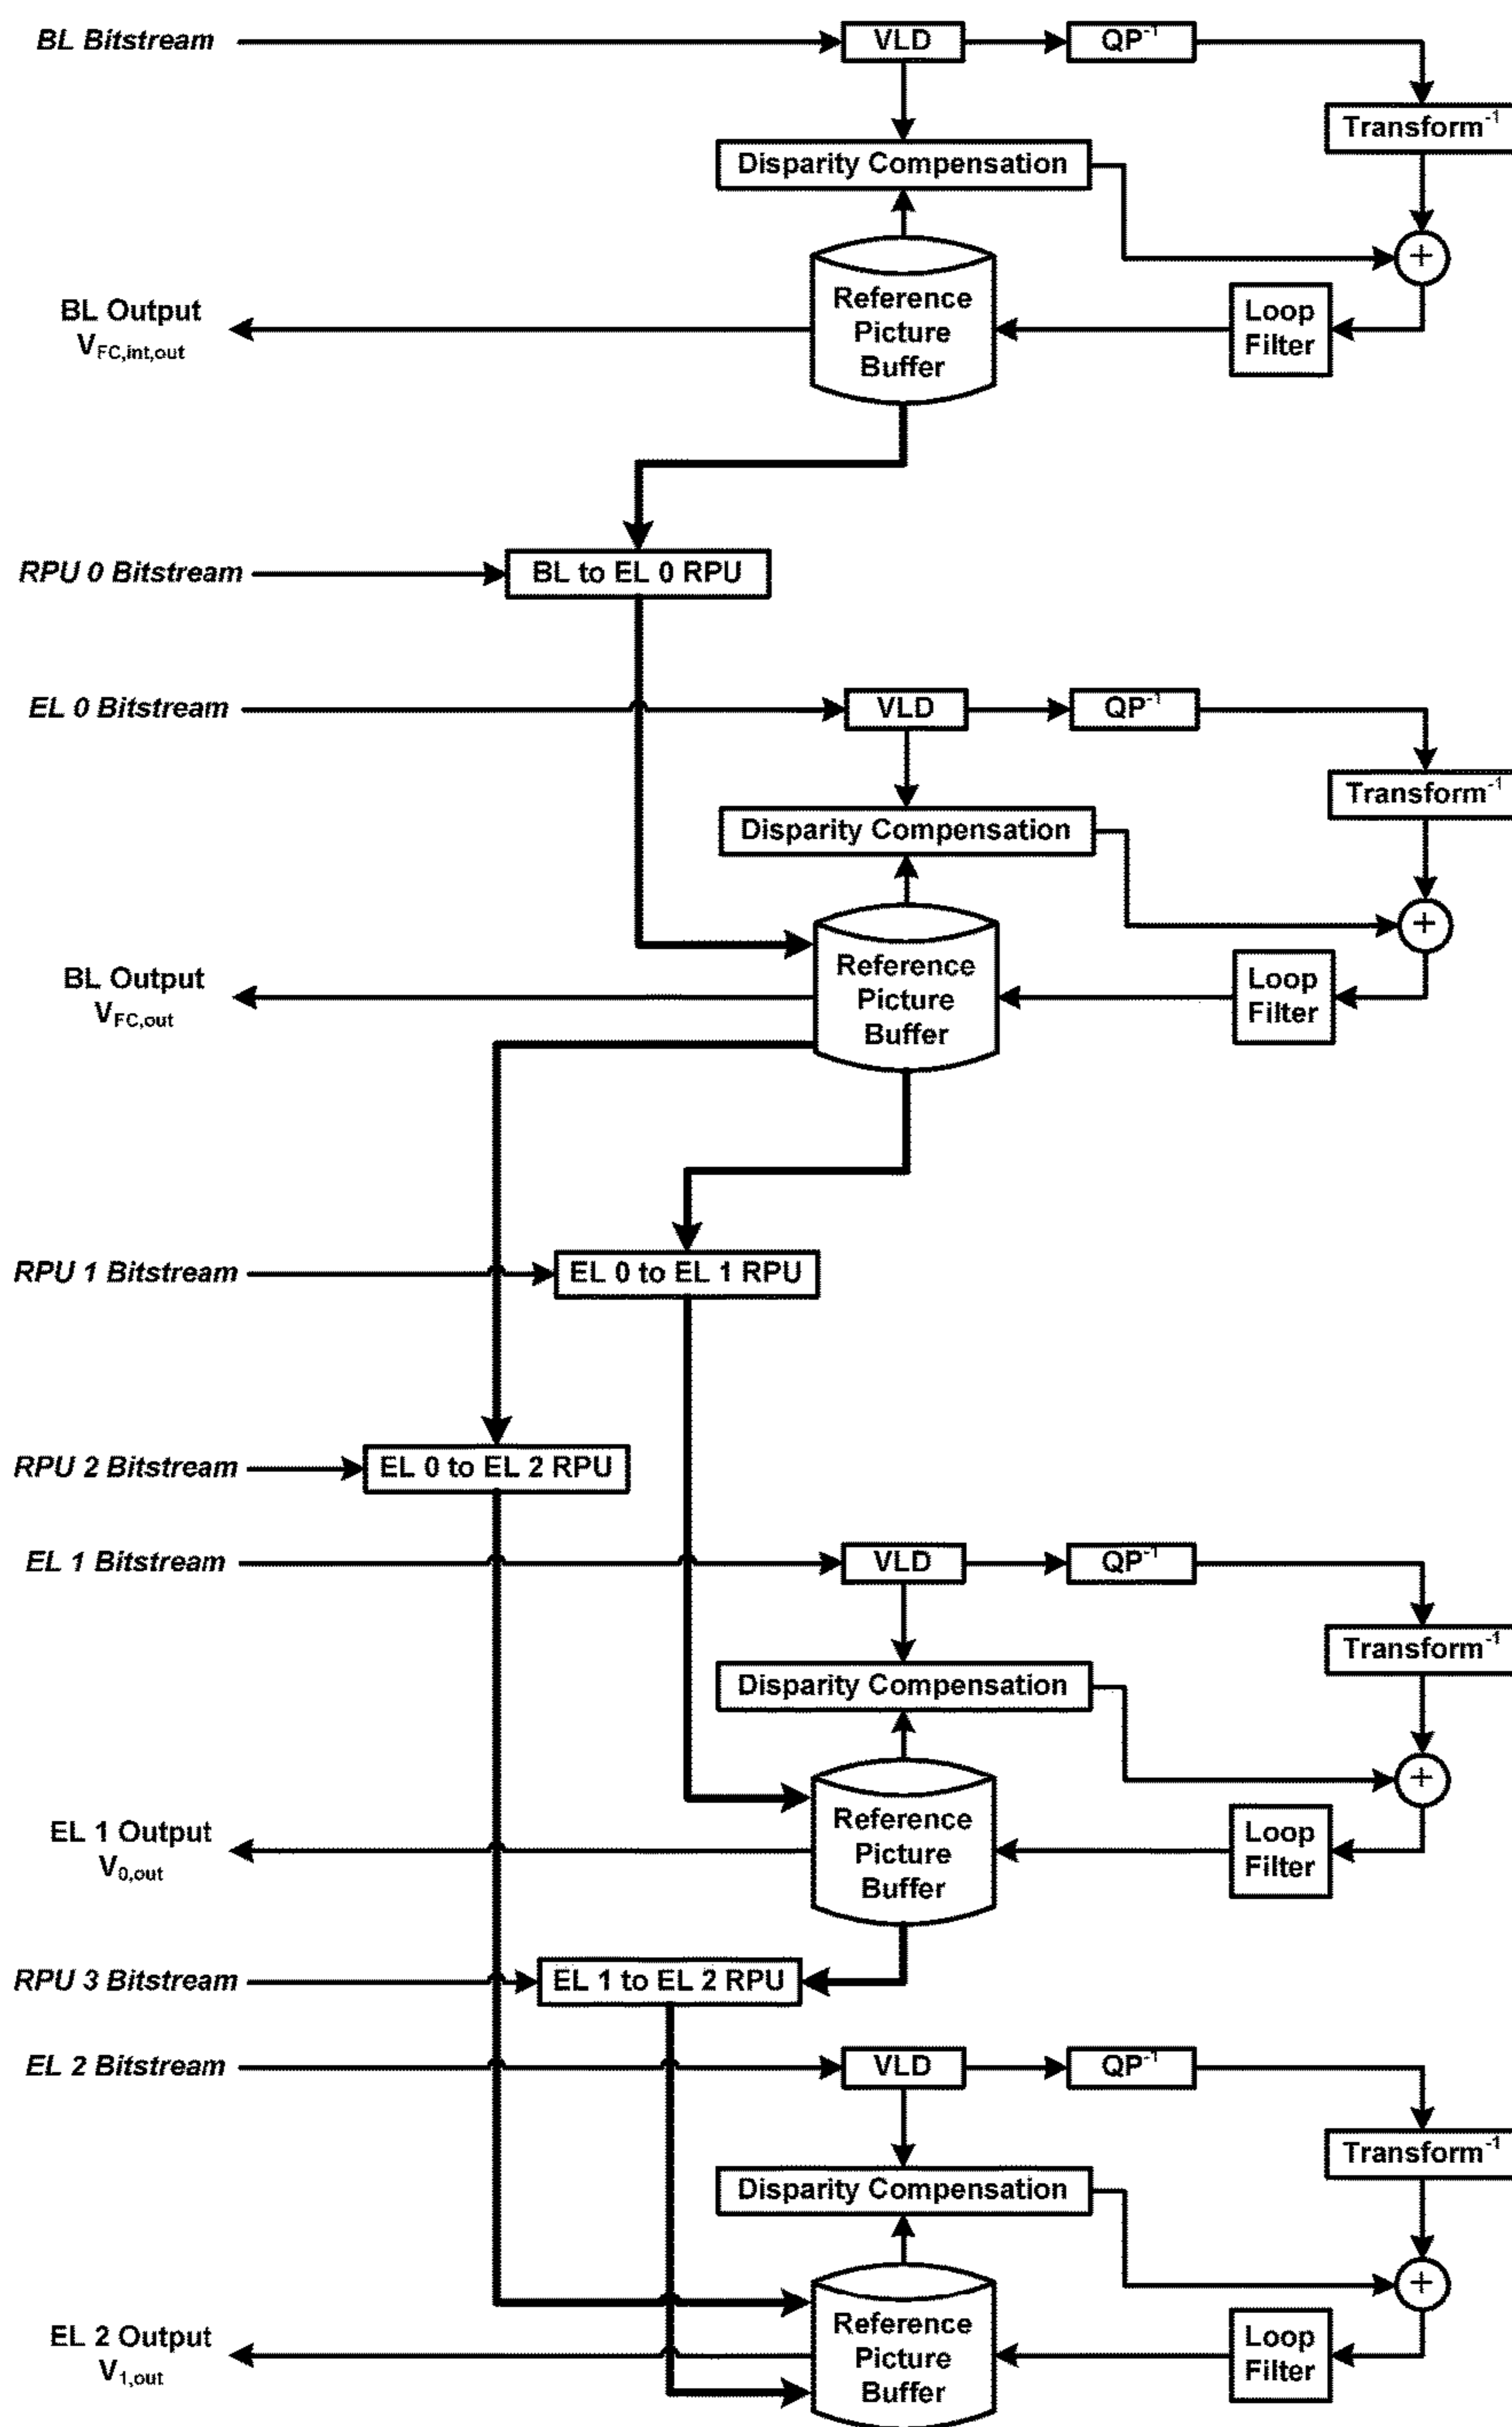 BL Bitstream
VLD
QP-1
Transform-1
Disparity Compensation
+
BL Output
VFC,int,out
Reference
Picture
Buffer
Loop
Filter
RPU 0 Bitstream
BL to EL 0 RPU
EL 0 Bitstream
VLD
QP-1
Transform-1
Disparity Compensation
+
BL Output
VFC,out
Reference
Picture
Buffer
Loop
Filter
RPU 1 Bitstream
EL 0 to EL 1 RPU
RPU 2 Bitstream
EL 0 to EL 2 RPU
EL 1 Bitstream
VLD
QP-1
Transform-1
Disparity Compensation
+
EL 1 Output
V0,out
Reference
Picture
Buffer
Loop
Filter
RPU 3 Bitstream
EL 1 to EL 2 RPU
EL 2 Bitstream
VLD
QP-1
Transform-1
Disparity Compensation
+
EL 2 Output
V1,out
Reference
Picture
Buffer
Loop
Filter